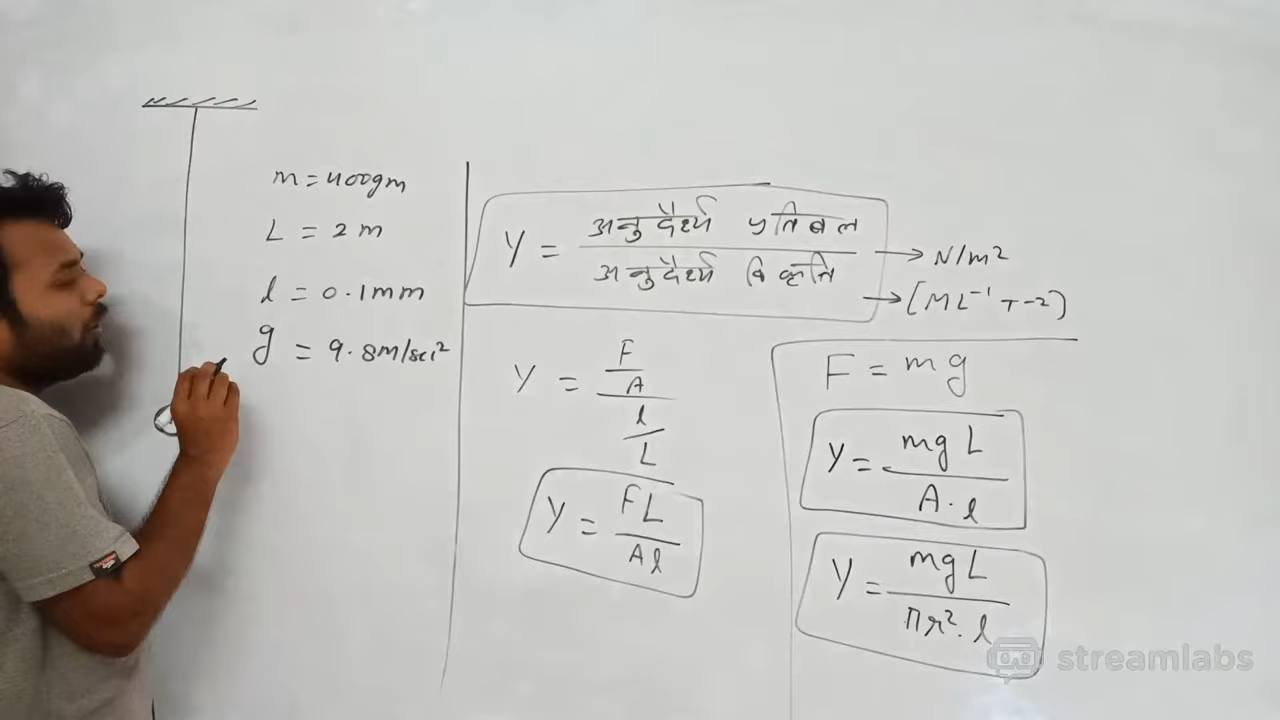 m = 400gm
L = 2 m
l = 0.1mm
g = 9.8m/sec²
Y = अनुदैर्ध्य प्रतिबल
अनुदैर्ध्य विकृति
→ N/m²
→ [ML⁻¹ T-2]
Y = F
A
l
L
Y = FL
Al
F = mg
Y = mgL
A.l
Y = mgL
πr².l
streamlabs